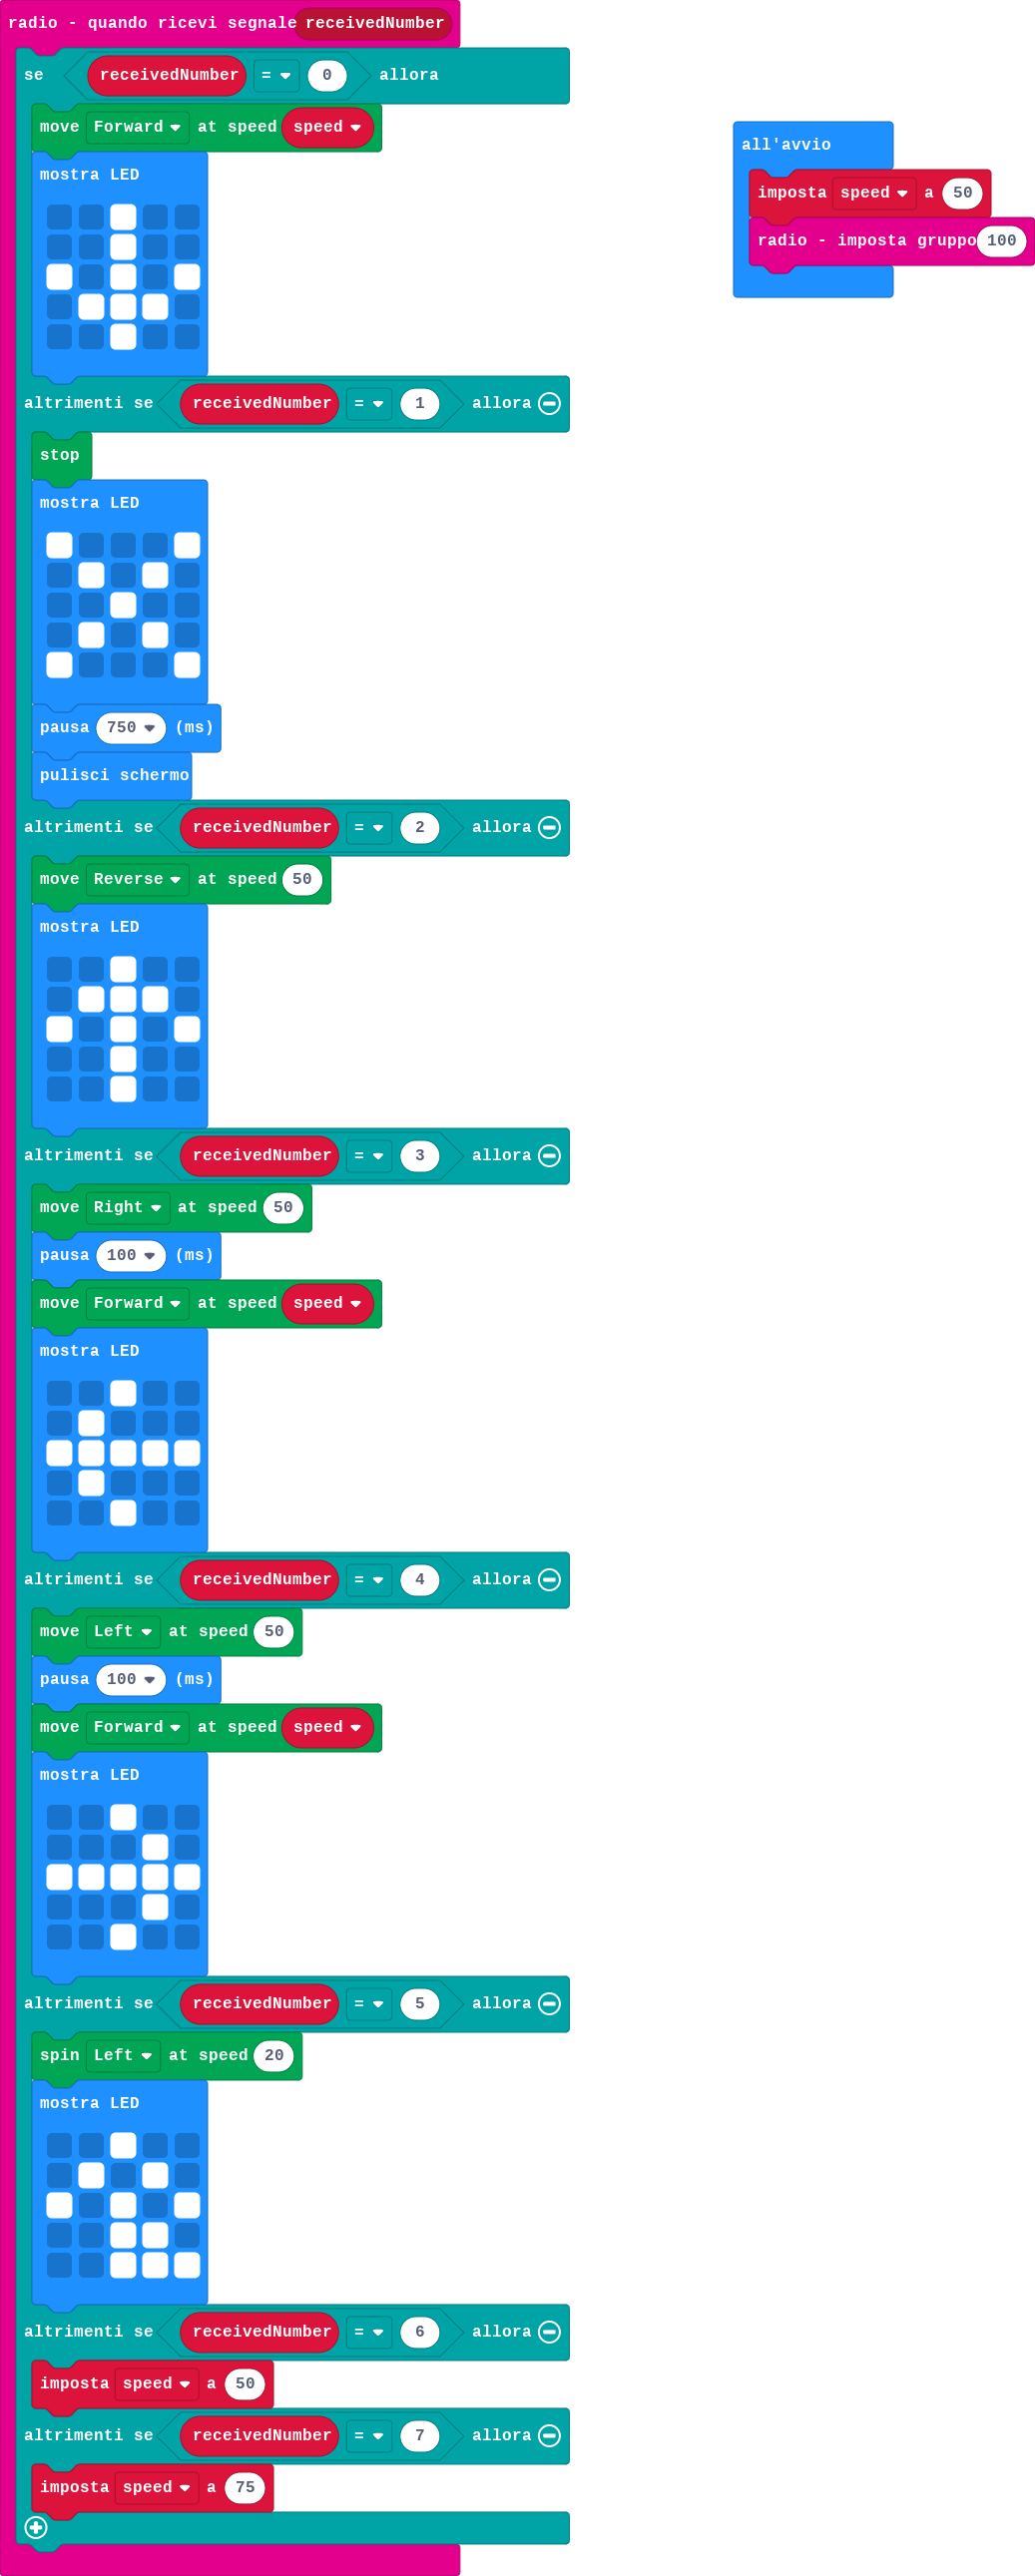 radio - quando ricevi segnale receivedNumber
se receivedNumber = 0 allora
move Forward at speed speed
mostra LED
altrimenti se receivedNumber = 1 allora
stop
mostra LED
pausa 750 (ms)
pulisci schermo
altrimenti se receivedNumber = 2 allora
move Reverse at speed 50
mostra LED
altrimenti se receivedNumber = 3 allora
move Right at speed 50
pausa 100 (ms)
move Forward at speed speed
mostra LED
altrimenti se receivedNumber = 4 allora
move Left at speed 50
pausa 100 (ms)
move Forward at speed speed
mostra LED
altrimenti se receivedNumber = 5 allora
spin Left at speed 20
mostra LED
altrimenti se receivedNumber = 6 allora
imposta speed a 50
altrimenti se receivedNumber = 7 allora
imposta speed a 75
all'avvio
imposta speed a 50
radio - imposta gruppo 100